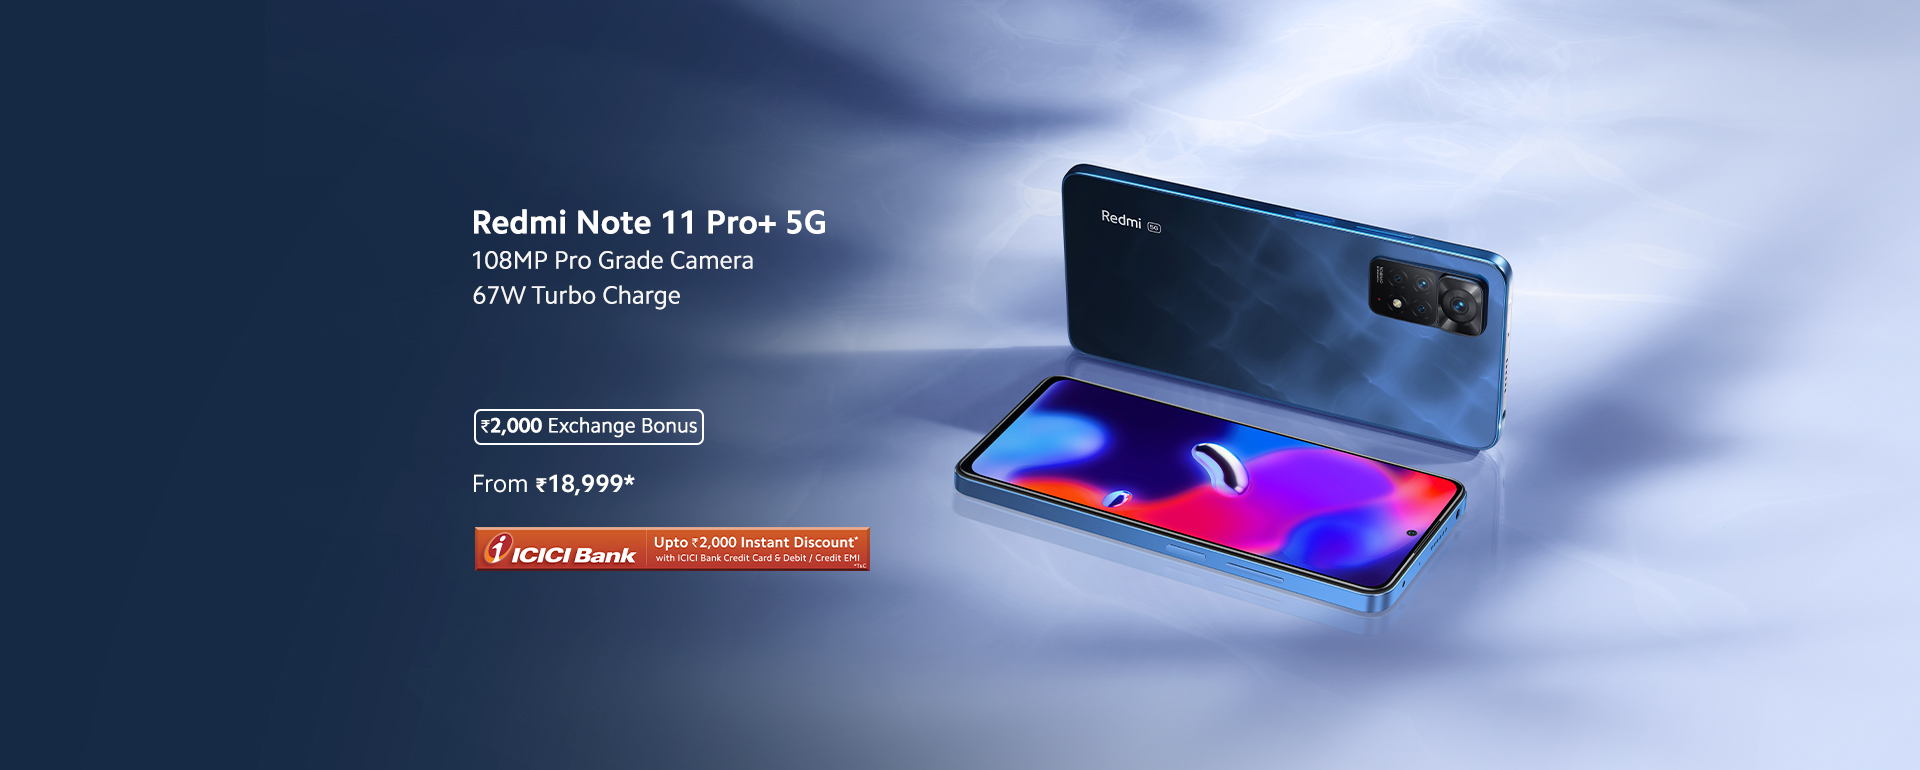 Redmi Note 11 Pro+ 5G
108MP Pro Grade Camera
67W Turbo Charge
₹2,000 Exchange Bonus
From ₹18,999*
i ICICI Bank
Upto ₹2,000 Instant Discount*
with ICICI Bank Credit Card & Debit / Credit EMI
*T&C
Redmi 5G